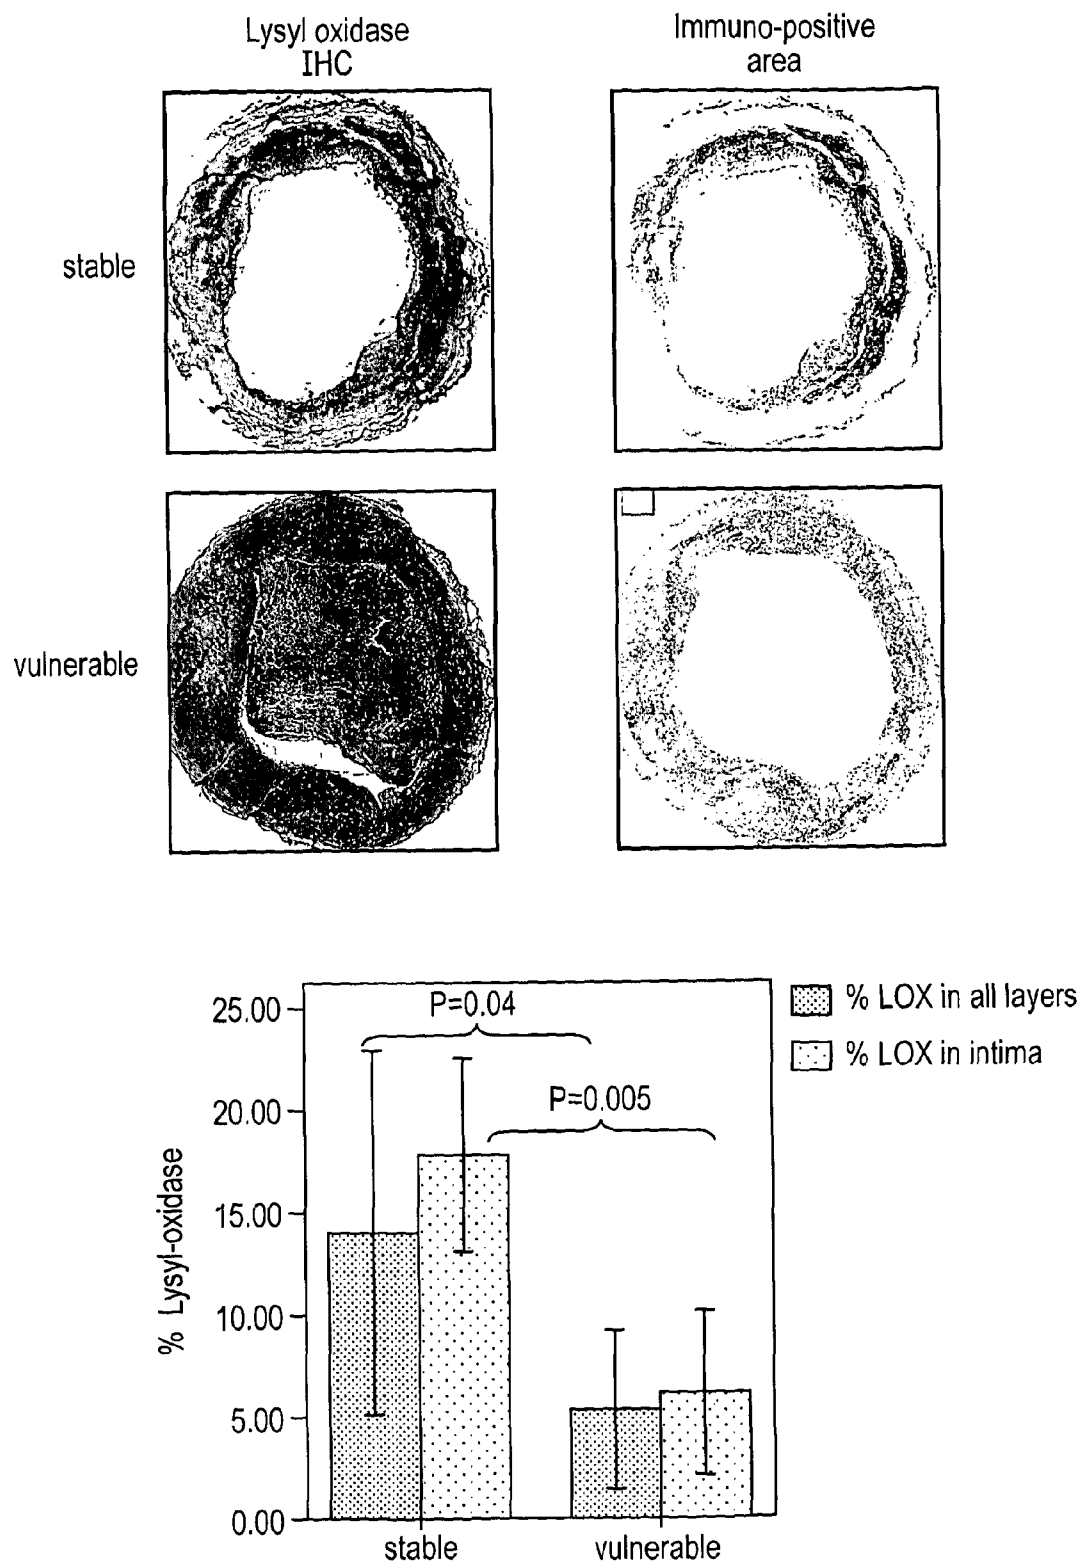 Lysyl oxidase
IHC
Immuno-positive
area
stable
vulnerable
25.00
20.00
15.00
10.00
5.00
0.00
% Lysyl-oxidase
P=0.04
P=0.005
% LOX in all layers
% LOX in intima
stable
vulnerable